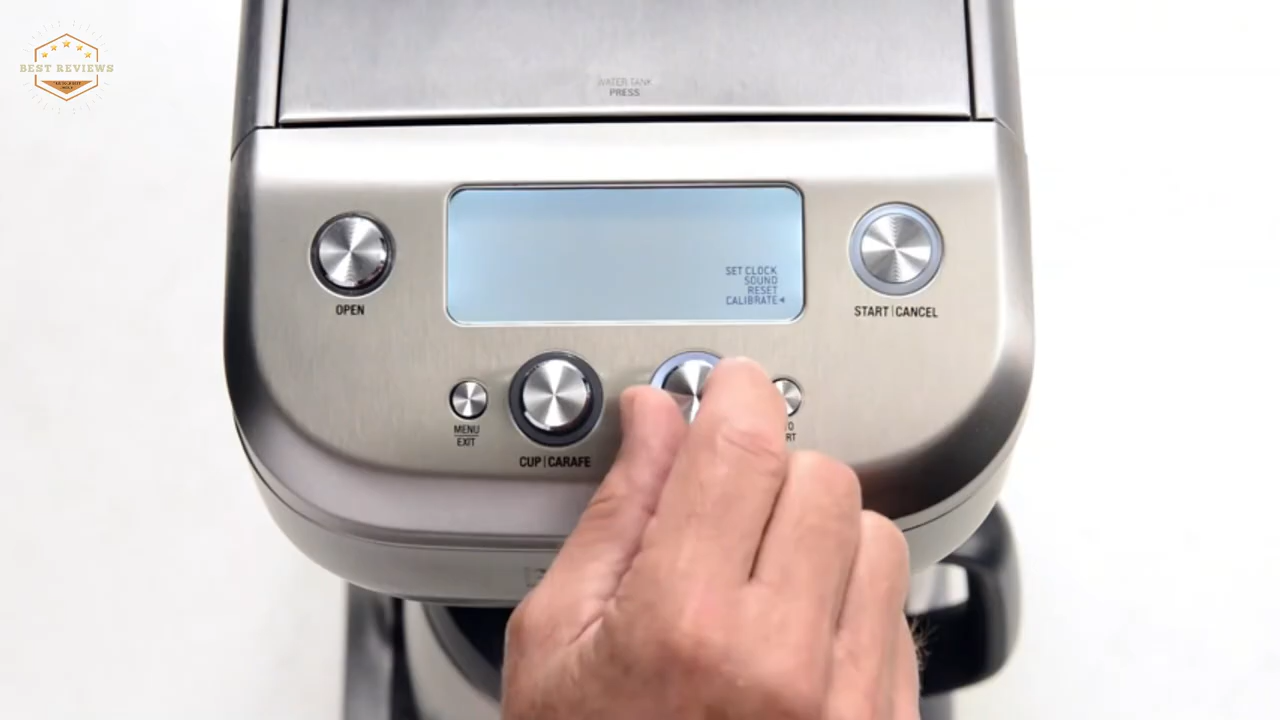 BEST REVIEWS
WATER TANK
PRESS
SET CLOCK
SOUND
RESET
CALIBRATE◄
OPEN
START|CANCEL
MENU
EXIT
CUP|CARAFE